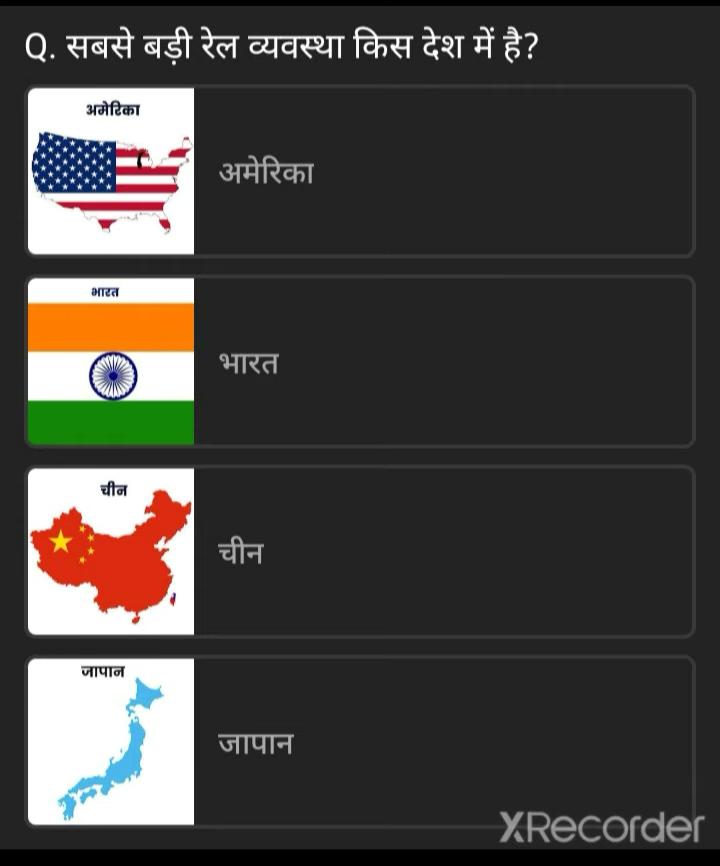 Q. सबसे बड़ी रेल व्यवस्था किस देश में है?
अमेरिका
अमेरिका
भारत
भारत
चीन
चीन
जापान
जापान
XRecorder